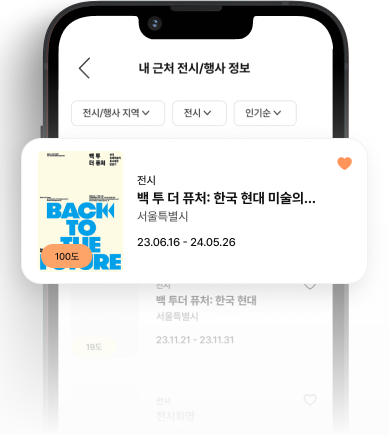 내 근처 전시/행사 정보
전시/행사 지역
전시
인기순
백 투
더 퓨처
BACK
TO
THE
FUTURE
100도
전시
백 투 더 퓨처: 한국 현대 미술의...
서울특별시
23.06.16 - 24.05.26
전시
백 투더 퓨처: 한국 현대
서울특별시
23.11.21 - 23.11.31
19도
전시
전시회명